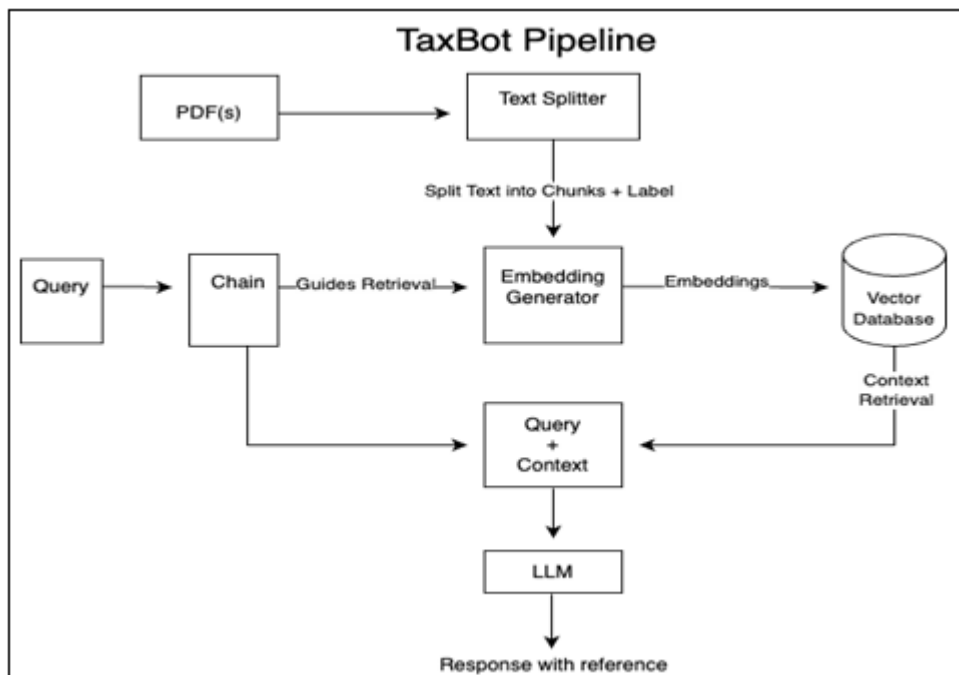 TaxBot Pipeline
PDF(s)
Text Splitter
Split Text into Chunks + Label
Query
Chain
Guides Retrieval
Embedding
Generator
Embeddings
Vector
Database
Context
Retrieval
Query
+
Context
LLM
Response with reference